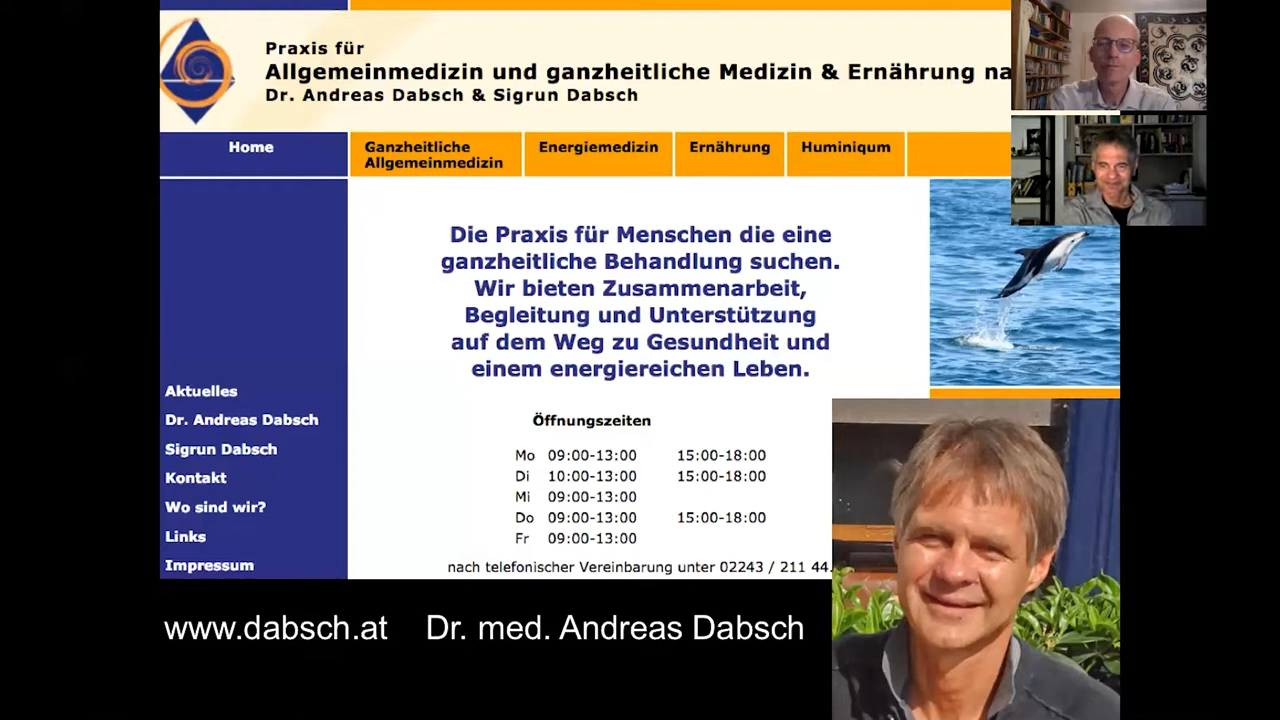 Praxis für
Allgemeinmedizin und ganzheitliche Medizin & Ernährung
Dr. Andreas Dabsch & Sigrun Dabsch
Home
Ganzheitliche
Allgemeinmedizin
Energiemedizin
Ernährung
Huminiqum
Die Praxis für Menschen die eine
ganzheitliche Behandlung suchen.
Wir bieten Zusammenarbeit,
Begleitung und Unterstützung
auf dem Weg zu Gesundheit und
einem energiereichen Leben.
Aktuelles
Dr. Andreas Dabsch
Sigrun Dabsch
Kontakt
Wo sind wir?
Links
Impressum
Öffnungszeiten
Mo 09:00-13:00 15:00-18:00
Di 10:00-13:00 15:00-18:00
Mi 09:00-13:00
Do 09:00-13:00 15:00-18:00
Fr 09:00-13:00
nach telefonischer Vereinbarung unter 02243 / 211 44.
www.dabsch.at Dr. med. Andreas Dabsch